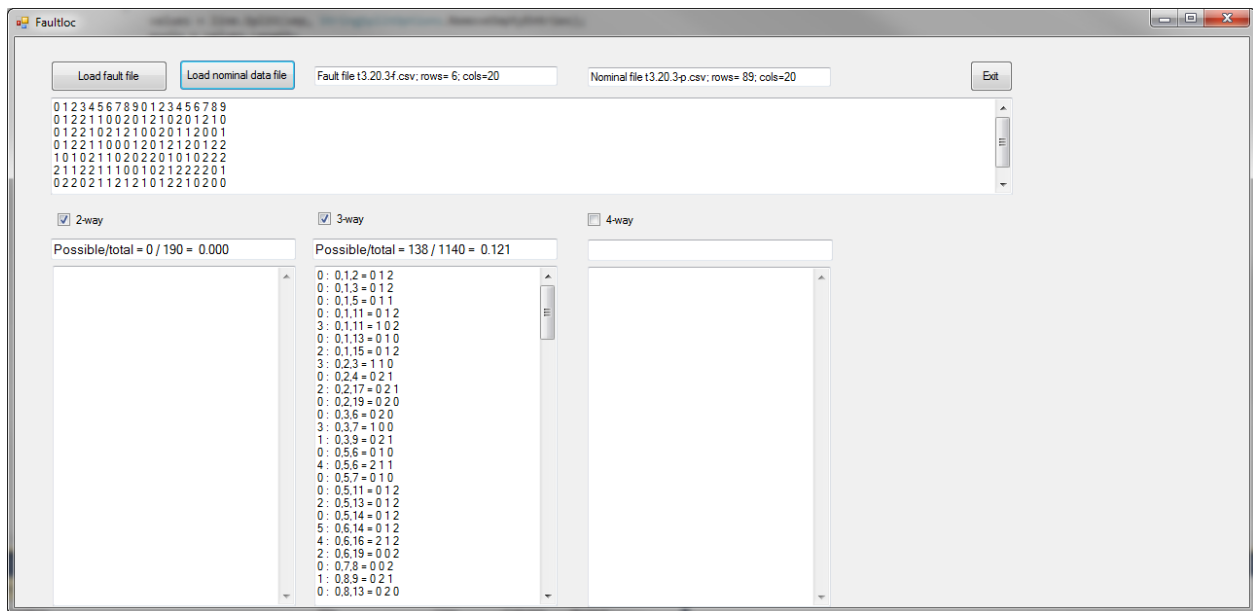 Faultloc
Load fault file
Load nominal data file
Fault file t3.20.3-f.csv; rows= 6; cols=20
Nominal file t3.20.3-p.csv; rows= 89; cols=20
Exit
0 1 2 3 4 5 6 7 8 9 0 1 2 3 4 5 6 7 8 9
0 1 2 2 1 1 0 0 2 0 1 2 1 0 2 0 1 2 1 0
0 1 2 2 1 0 2 1 2 1 0 0 2 0 1 1 2 0 0 1
0 1 2 2 1 1 0 0 0 1 2 0 1 2 1 2 0 1 2 2
1 0 1 0 2 1 1 0 2 0 2 2 0 1 0 1 0 2 2 2
2 1 1 2 2 1 1 1 0 0 1 0 2 1 2 2 2 2 0 1
0 2 2 0 2 1 1 2 1 2 1 0 1 2 2 1 0 2 0 0
2-way
3-way
4-way
Possible/total = 0 / 190 = 0.000
Possible/total = 138 / 1140 = 0.121
0 : 0,1,2 = 0 1 2
0 : 0,1,3 = 0 1 2
0 : 0,1,5 = 0 1 1
0 : 0,1,11 = 0 1 2
3 : 0,1,11 = 1 0 2
0 : 0,1,13 = 0 1 0
2 : 0,1,15 = 0 1 2
3 : 0,2,3 = 1 1 0
0 : 0,2,4 = 0 2 1
2 : 0,2,17 = 0 2 1
0 : 0,2,19 = 0 2 0
0 : 0,3,6 = 0 2 0
3 : 0,3,7 = 1 0 0
1 : 0,3,9 = 0 2 1
0 : 0,5,6 = 0 1 0
4 : 0,5,6 = 2 1 1
0 : 0,5,7 = 0 1 0
0 : 0,5,11 = 0 1 2
2 : 0,5,13 = 0 1 2
0 : 0,5,14 = 0 1 2
5 : 0,6,14 = 0 1 2
4 : 0,6,16 = 2 1 2
2 : 0,6,19 = 0 0 2
0 : 0,7,8 = 0 0 2
1 : 0,8,9 = 0 2 1
0 : 0,8,13 = 0 2 0